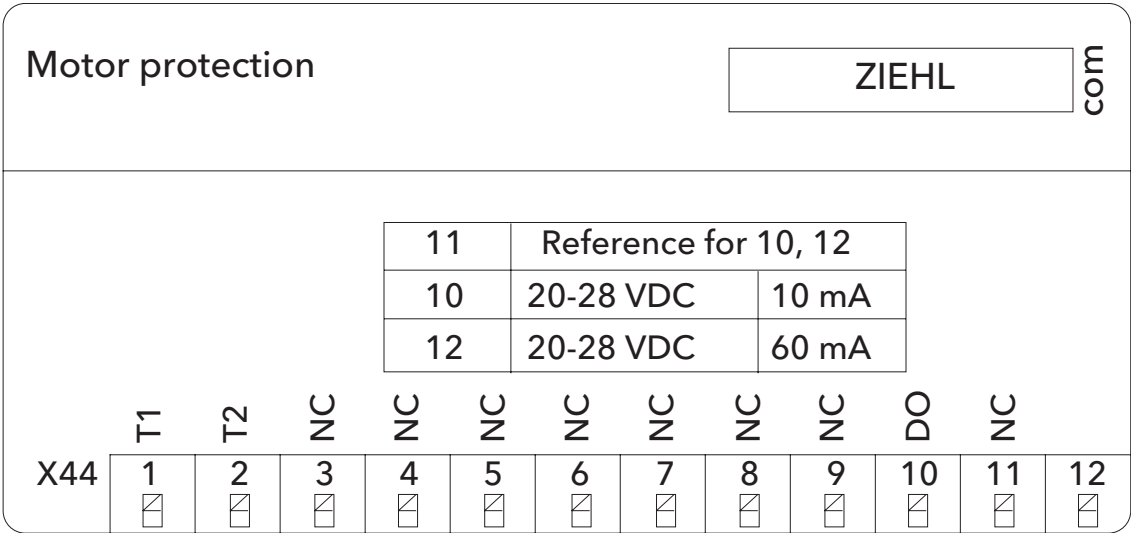 Motor protection
ZIEHL
com
11 Reference for 10, 12
10 20-28 VDC 10 mA
12 20-28 VDC 60 mA
T1 T2 NC NC NC NC NC NC NC DO NC
X44 1 2 3 4 5 6 7 8 9 10 11 12